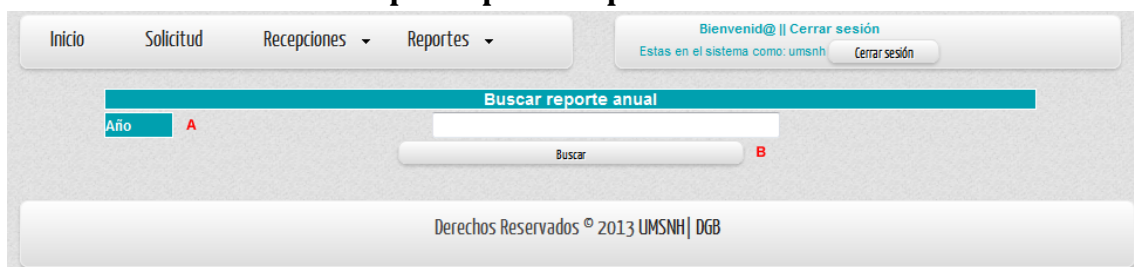 Inicio Solicitud Recepciones Reportes
Bienvenid@ || Cerrar sesión
Estas en el sistema como: umsnh Cerrar sesión
Buscar reporte anual
Año A
Buscar B
Derechos Reservados © 2013 UMSNH| DGB